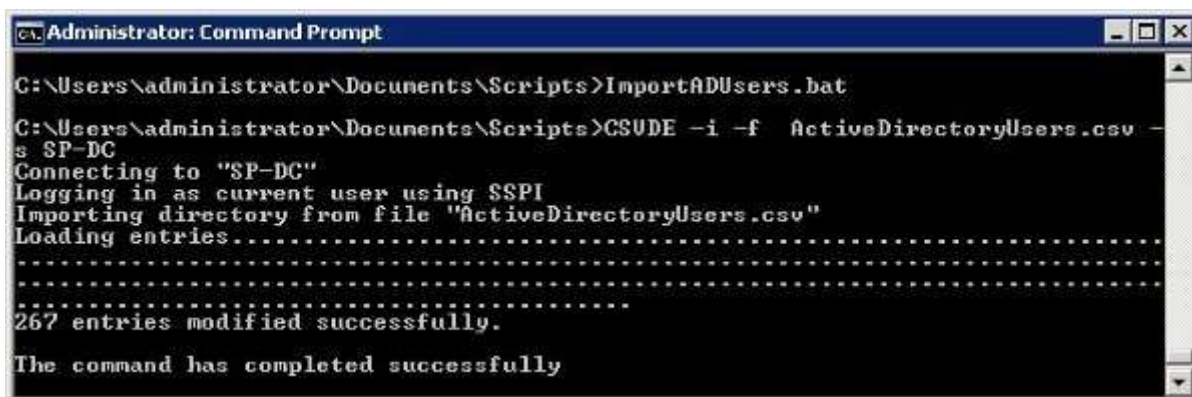 Administrator: Command Prompt
C:\Users\administrator\Documents\Scripts>ImportADUsers.bat
C:\Users\administrator\Documents\Scripts>CSVDE -i -f  ActiveDirectoryUsers.csv -
s SP-DC
Connecting to "SP-DC"
Logging in as current user using SSPI
Importing directory from file "ActiveDirectoryUsers.csv"
Loading entries.................................................................
................................................................................
................................................................................
...........................................
267 entries modified successfully.
The command has completed successfully